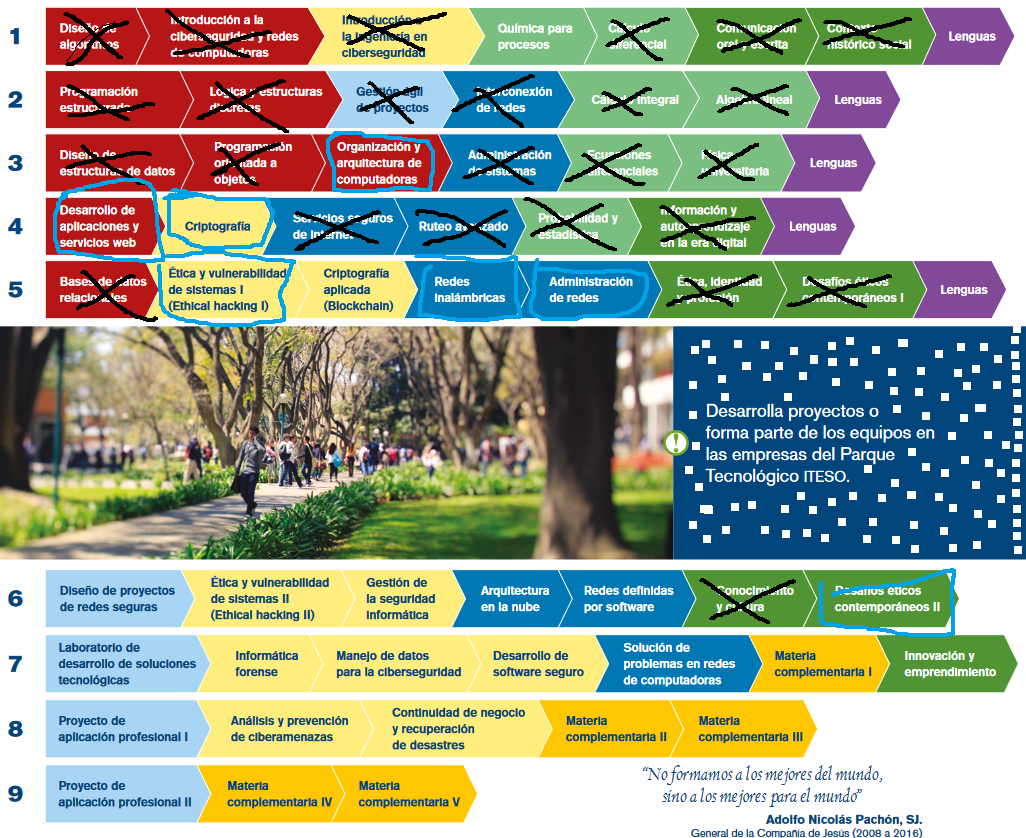 1
Diseño de
algoritmos
Introducción a la
ciberseguridad y redes
de computadoras
Introducción a
la ingeniería en
ciberseguridad
Química para
procesos
Cálculo
diferencial
Comunicación
oral y escrita
Contexto
histórico social
Lenguas
2
Programación
estructurada
Lógica y estructuras
discretas
Gestión ágil
de proyectos
Interconexión
de redes
Cálculo integral
Álgebra lineal
Lenguas
3
Diseño de
estructuras de datos
Programación
orientada a
objetos
Organización y
arquitectura de
computadoras
Administración
de sistemas
Ecuaciones
diferenciales
Física
universitaria
Lenguas
4
Desarrollo de
aplicaciones y
servicios web
Criptografía
Servicios seguros
de Internet
Ruteo avanzado
Probabilidad y
estadística
Información y
autoaprendizaje
en la era digital
Lenguas
5
Bases de datos
relacionales
Ética y vulnerabilidad
de sistemas I
(Ethical hacking I)
Criptografía
aplicada
(Blockchain)
Redes
inalámbricas
Administración
de redes
Ética, identidad
y profesión
Desafíos éticos
contemporáneos I
Lenguas
Desarrolla proyectos o
forma parte de los equipos en
las empresas del Parque
Tecnológico ITESO.
6
Diseño de proyectos
de redes seguras
Ética y vulnerabilidad
de sistemas II
(Ethical hacking II)
Gestión de
la seguridad
informática
Arquitectura
en la nube
Redes definidas
por software
Conocimiento
y cultura
Desafíos éticos
contemporáneos II
7
Laboratorio de
desarrollo de soluciones
tecnológicas
Informática
forense
Manejo de datos
para la ciberseguridad
Desarrollo de
software seguro
Solución de
problemas en redes
de computadoras
Materia
complementaria I
Innovación y
emprendimiento
8
Proyecto de
aplicación profesional I
Análisis y prevención
de ciberamenazas
Continuidad de negocio
y recuperación
de desastres
Materia
complementaria II
Materia
complementaria III
9
Proyecto de
aplicación profesional II
Materia
complementaria IV
Materia
complementaria V
“No formamos a los mejores del mundo,
sino a los mejores para el mundo”
Adolfo Nicolás Pachón, SJ.
General de la Compañía de Jesús (2008 a 2016)